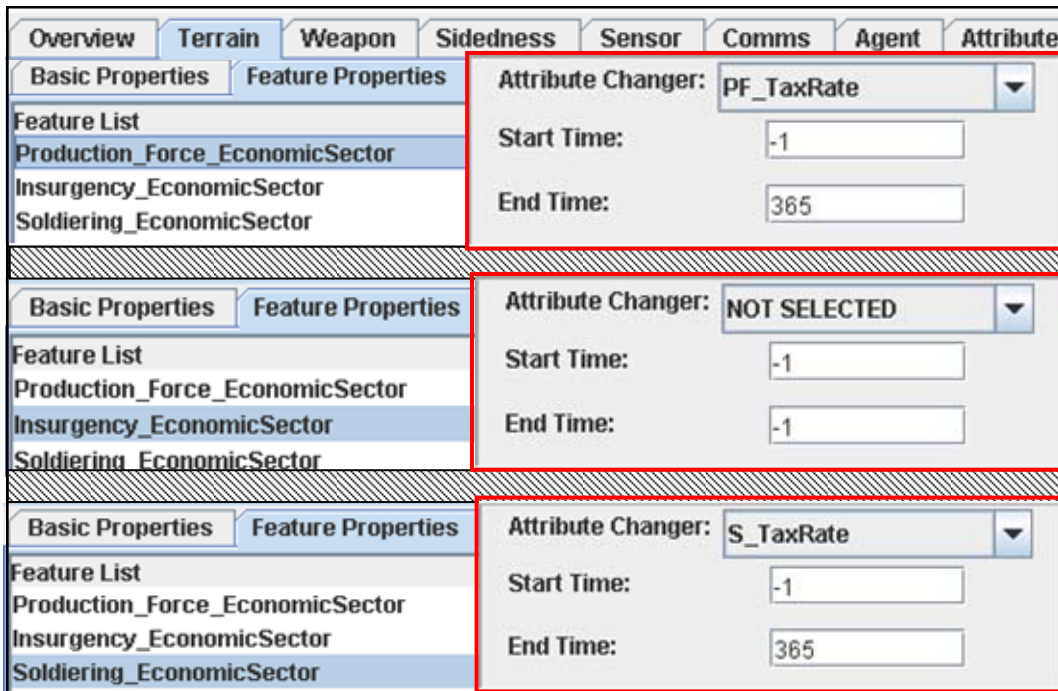 Overview Terrain Weapon Sidedness Sensor Comms Agent Attribute
Basic Properties Feature Properties
Attribute Changer: PF_TaxRate
Feature List
Start Time: -1
Production_Force_EconomicSector
Insurgency_EconomicSector
End Time: 365
Soldiering_EconomicSector
Basic Properties Feature Properties
Attribute Changer: NOT SELECTED
Feature List
Start Time: -1
Production_Force_EconomicSector
Insurgency_EconomicSector
End Time: -1
Soldiering_EconomicSector
Basic Properties Feature Properties
Attribute Changer: S_TaxRate
Feature List
Start Time: -1
Production_Force_EconomicSector
Insurgency_EconomicSector
End Time: 365
Soldiering_EconomicSector